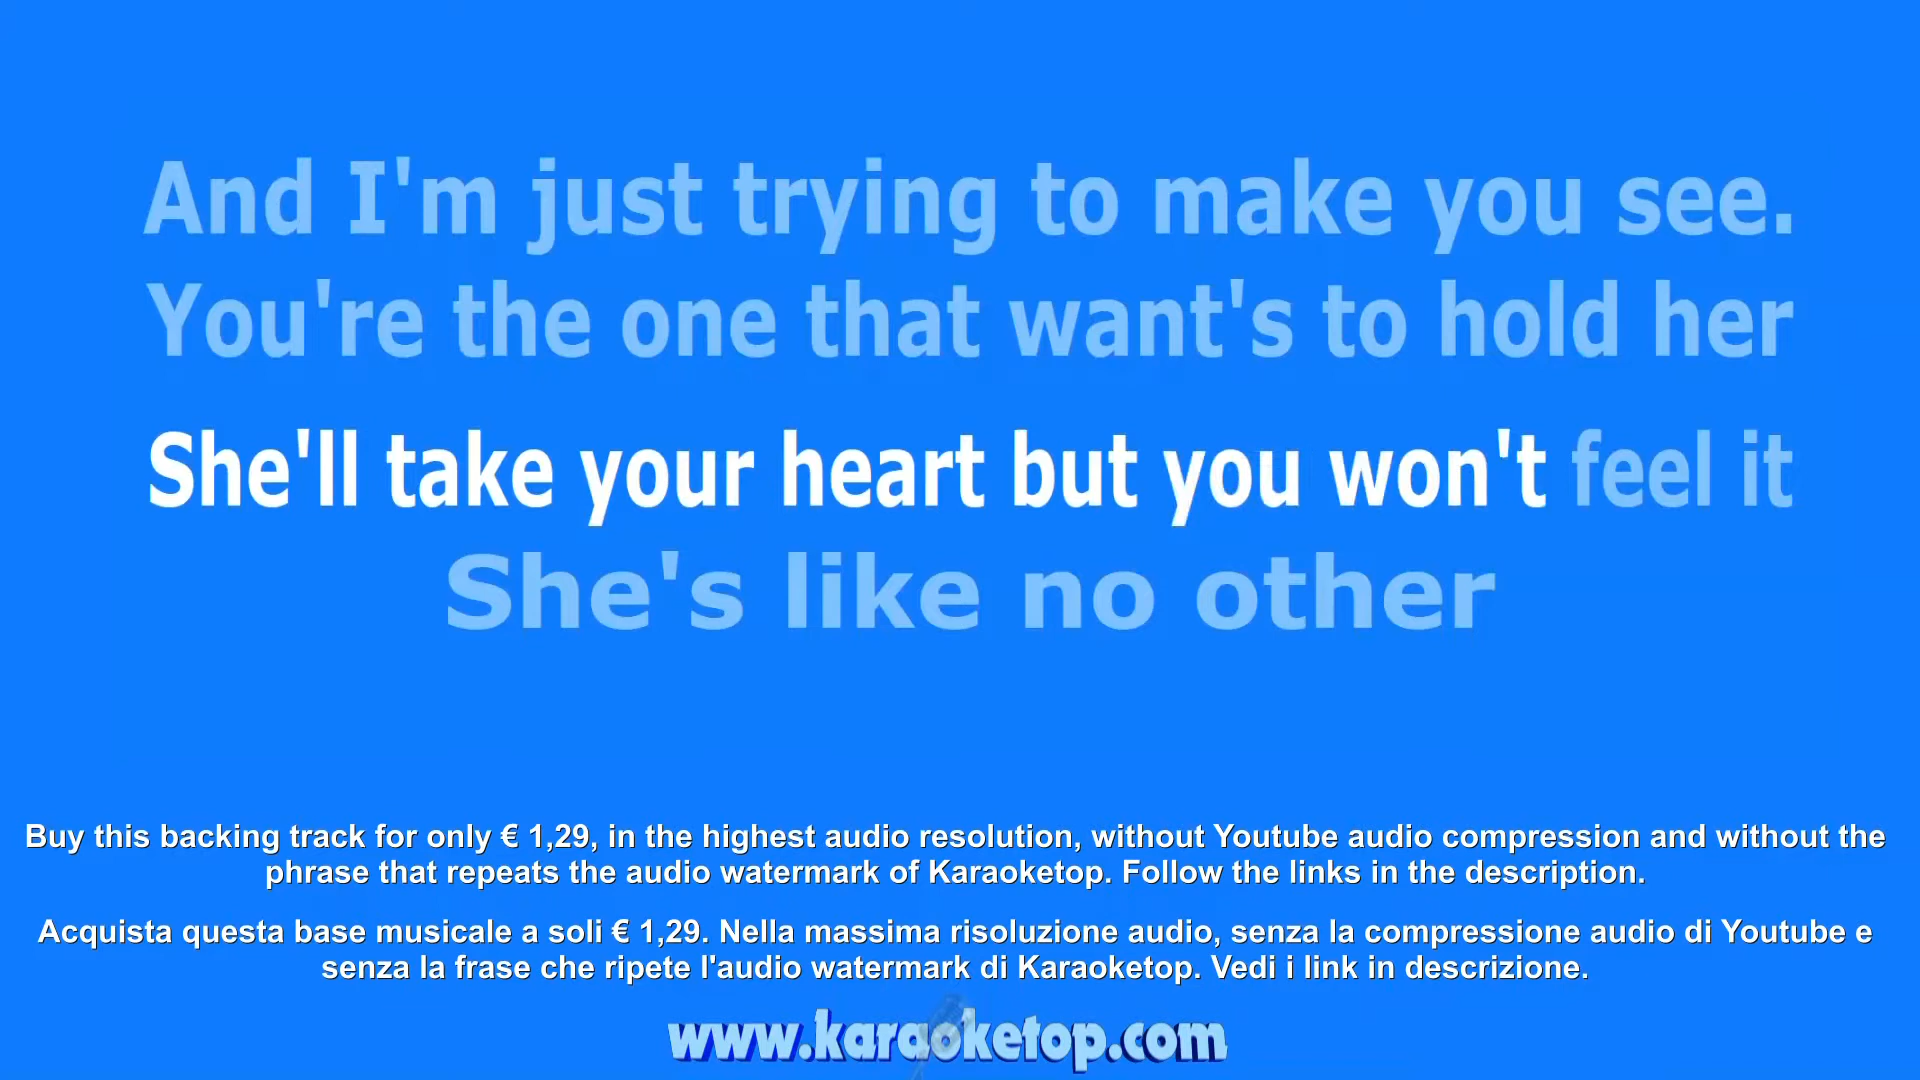 And I'm just trying to make you see.
You're the one that want's to hold her
She'll take your heart but you won't feel it
She's like no other
Buy this backing track for only € 1,29, in the highest audio resolution, without Youtube audio compression and without the
phrase that repeats the audio watermark of Karaoketop. Follow the links in the description.
Acquista questa base musicale a soli € 1,29. Nella massima risoluzione audio, senza la compressione audio di Youtube e
senza la frase che ripete l'audio watermark di Karaoketop. Vedi i link in descrizione.
www.karaoketop.com